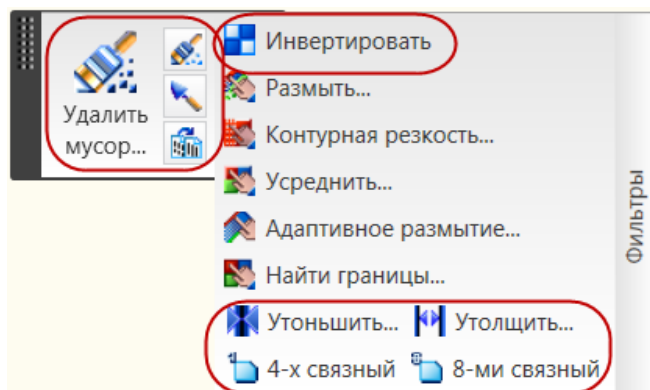 Удалить
мусор...
Инвертировать
Размыть...
Контурная резкость...
Усреднить...
Адаптивное размытие...
Найти границы...
Утоньшить... Утолщить...
4-х связный 8-ми связный
Фильтры